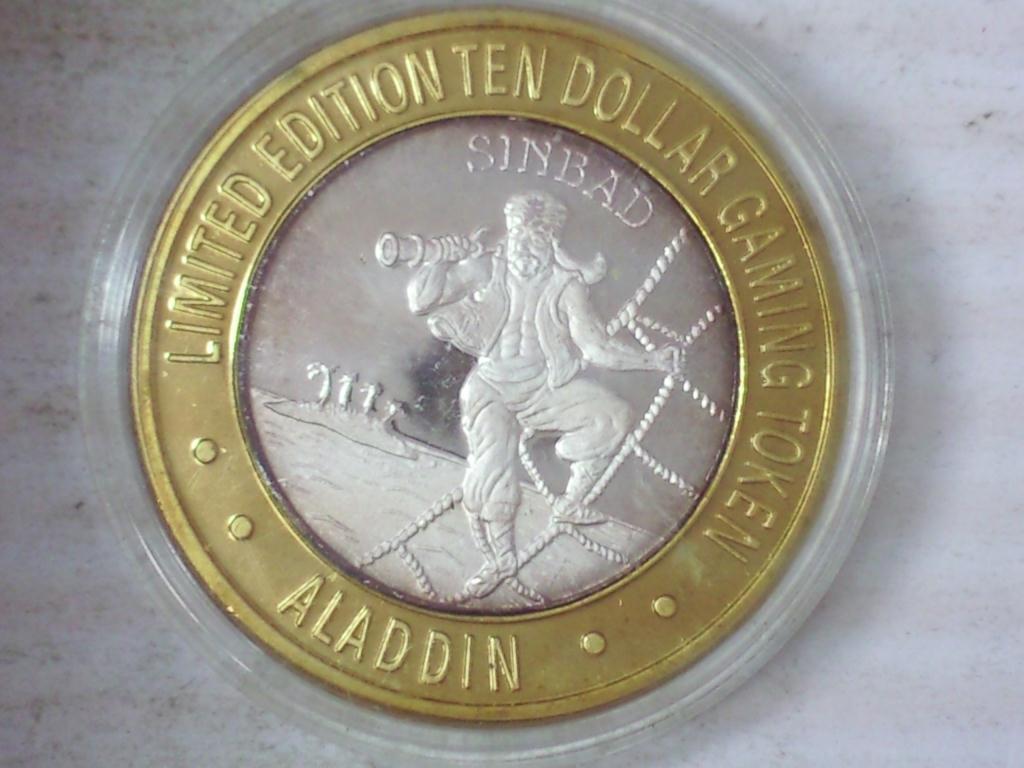 LIMITED EDITION TEN DOLLAR GAMING TOKEN
SINBAD
ALADDIN